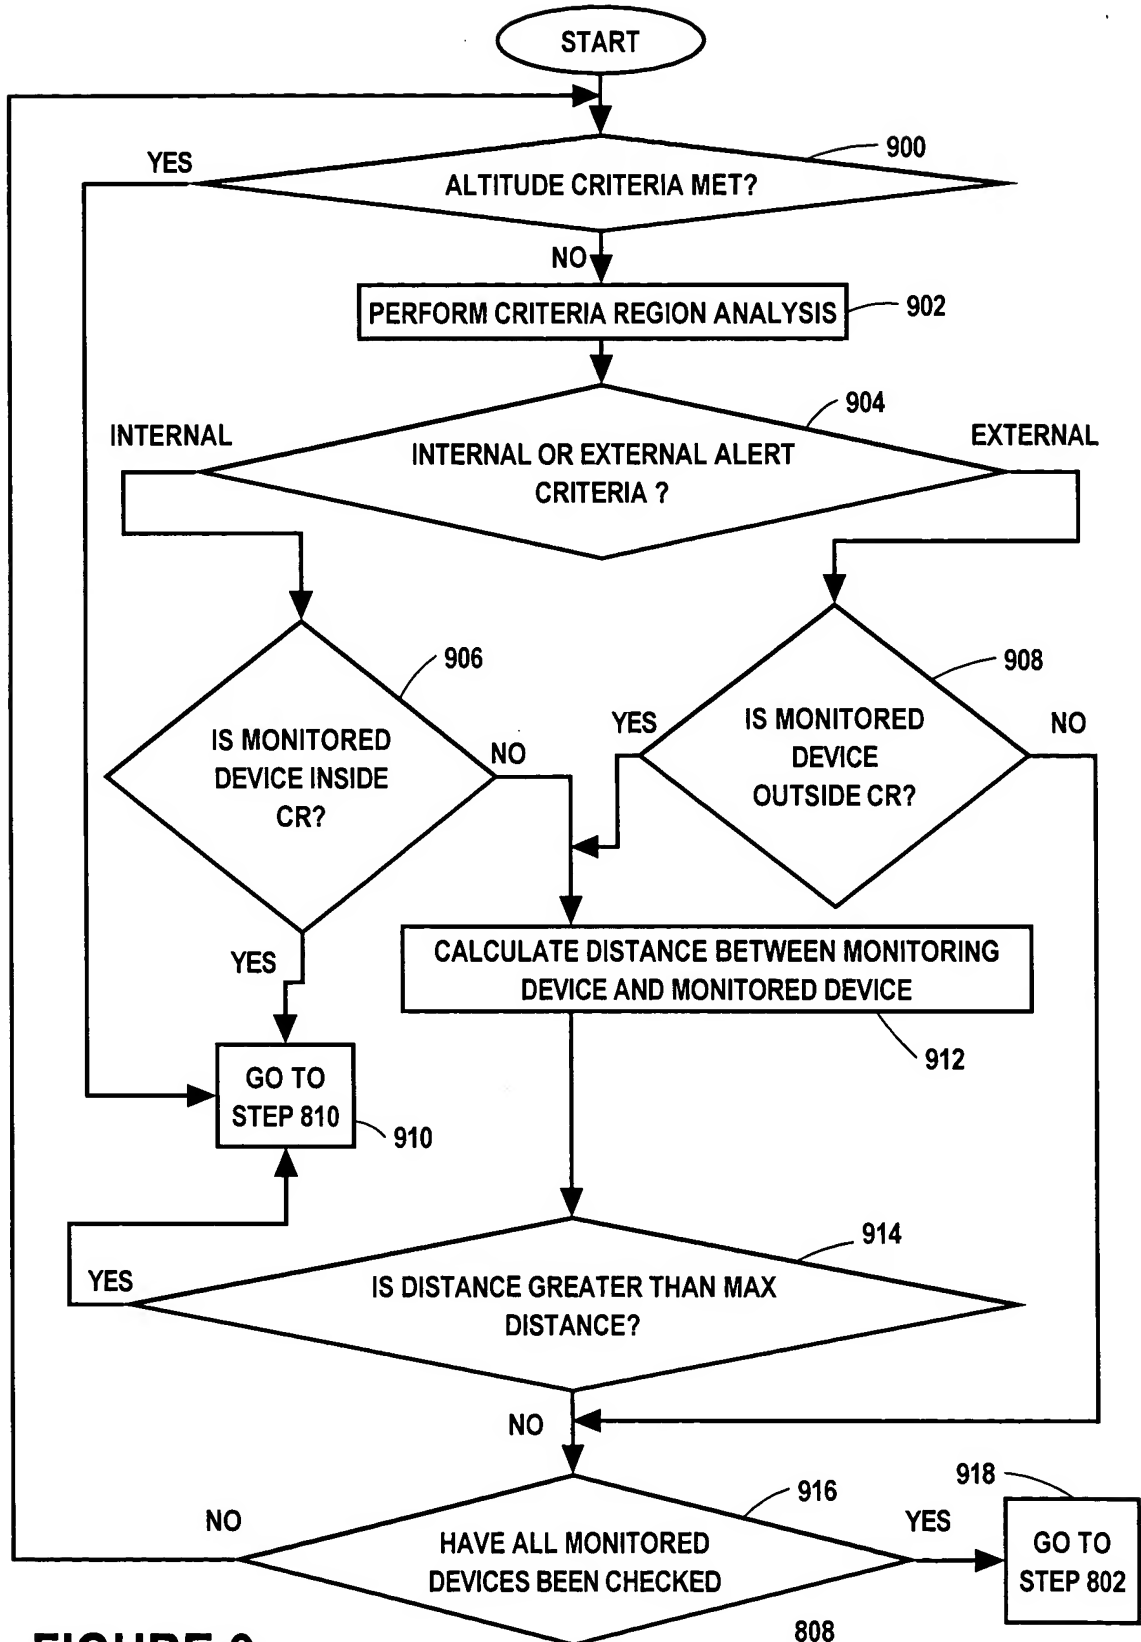 START
900
YES
ALTITUDE CRITERIA MET?
NO
PERFORM CRITERIA REGION ANALYSIS
902
904
INTERNAL
EXTERNAL
INTERNAL OR EXTERNAL ALERT
CRITERIA ?
906
908
IS MONITORED
DEVICE INSIDE
CR?
NO
YES
IS MONITORED
DEVICE
OUTSIDE CR?
NO
YES
CALCULATE DISTANCE BETWEEN MONITORING
DEVICE AND MONITORED DEVICE
912
GO TO
STEP 810
910
914
YES
IS DISTANCE GREATER THAN MAX
DISTANCE?
NO
916
918
NO
HAVE ALL MONITORED
DEVICES BEEN CHECKED
YES
GO TO
STEP 802
808
FIGURE